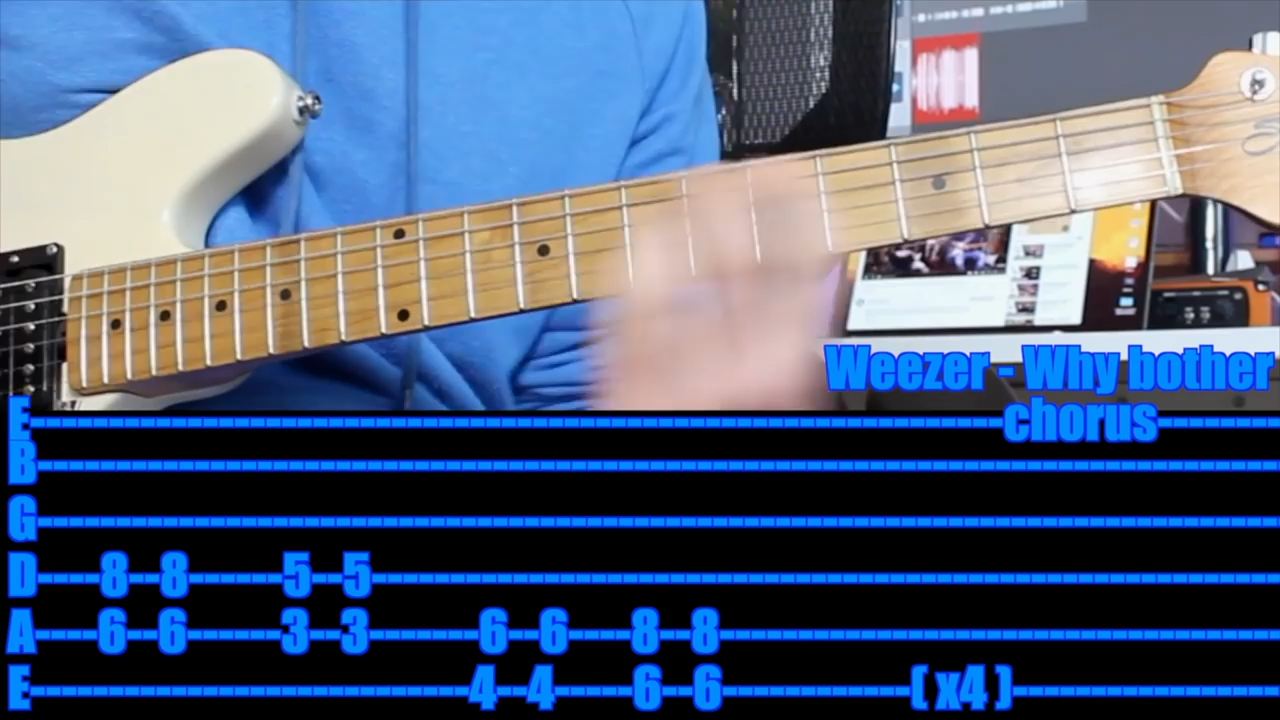 Weezer - Why bother
chorus
E
B
G
D 8 8 5 5
A 6 6 3 3 6 6 8 8
E 4 4 6 6 ( x4 )